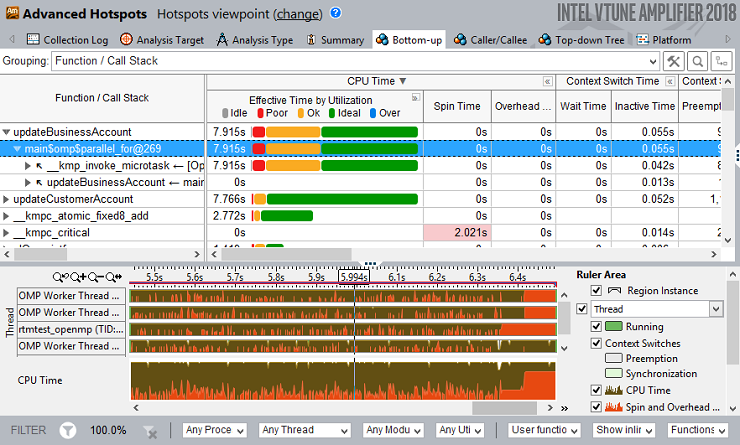 Advanced Hotspots Hotspots viewpoint (change) ? INTEL VTUNE AMPLIFIER 2018
Collection Log Analysis Target Analysis Type Summary Bottom-up Caller/Callee Top-down Tree Platform
Grouping: Function / Call Stack
Function / Call Stack CPU Time Context Switch Time Context S
Effective Time by Utilization Spin Time Overhead ... Wait Time Inactive Time Preemp
Idle Poor Ok Ideal Over
updateBusinessAccount 7.915s 0s 0s 0s 0.055s 9
main$omp$parallel_for@269 7.915s 0s 0s 0s 0.055s 9
__kmp_invoke_microtask ← [Op 7.915s 0s 0s 0s 0.042s 8
updateBusinessAccount ← main 0s 0s 0s 0s 0.013s 1
updateCustomerAccount 7.766s 0s 0s 0s 0.052s 1,
__kmpc_atomic_fixed8_add 2.772s 0s 0s
__kmpc_critical 0s 2.021s 0s 0s 0.014s 2
5.5s 5.6s 5.7s 5.8s 5.9s 5.994s 6.1s 6.2s 6.3s 6.4s
Thread
OMP Worker Thread ...
OMP Worker Thread ...
rtmtest_openmp (TID:
OMP Worker Thread ...
CPU Time
Ruler Area
Region Instance
Thread
Running
Context Switches
Preemption
Synchronization
CPU Time
Spin and Overhead ...
FILTER 100.0% Any Proce Any Thread Any Modu Any Uti User functio Show inlir Functions